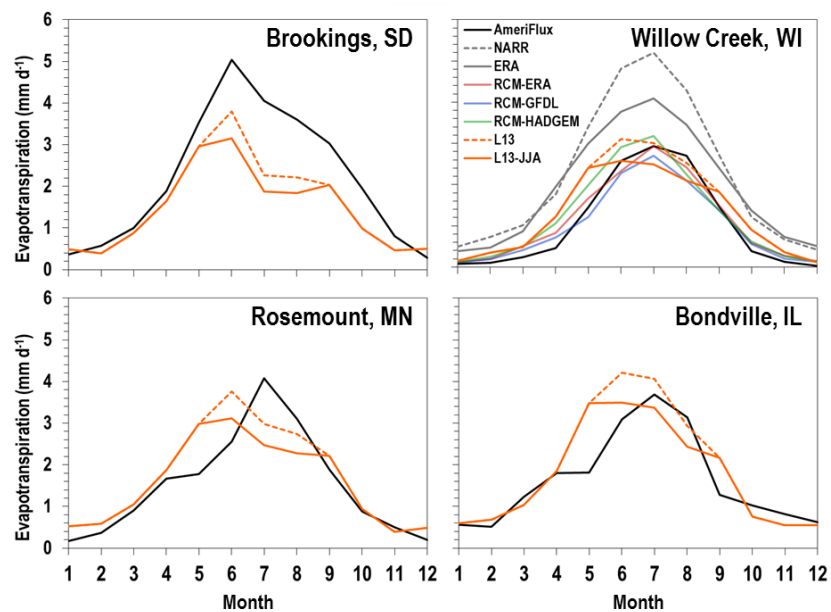 Brookings, SD
Evapotranspiration (mm d-1)
6
5
4
3
2
1
0
Willow Creek, WI
AmeriFlux
NARR
ERA
RCM-ERA
RCM-GFDL
RCM-HADGEM
L13
L13-JJA
Rosemount, MN
Evapotranspiration (mm d-1)
6
5
4
3
2
1
0
1 2 3 4 5 6 7 8 9 10 11 12
Month
Bondville, IL
1 2 3 4 5 6 7 8 9 10 11 12
Month